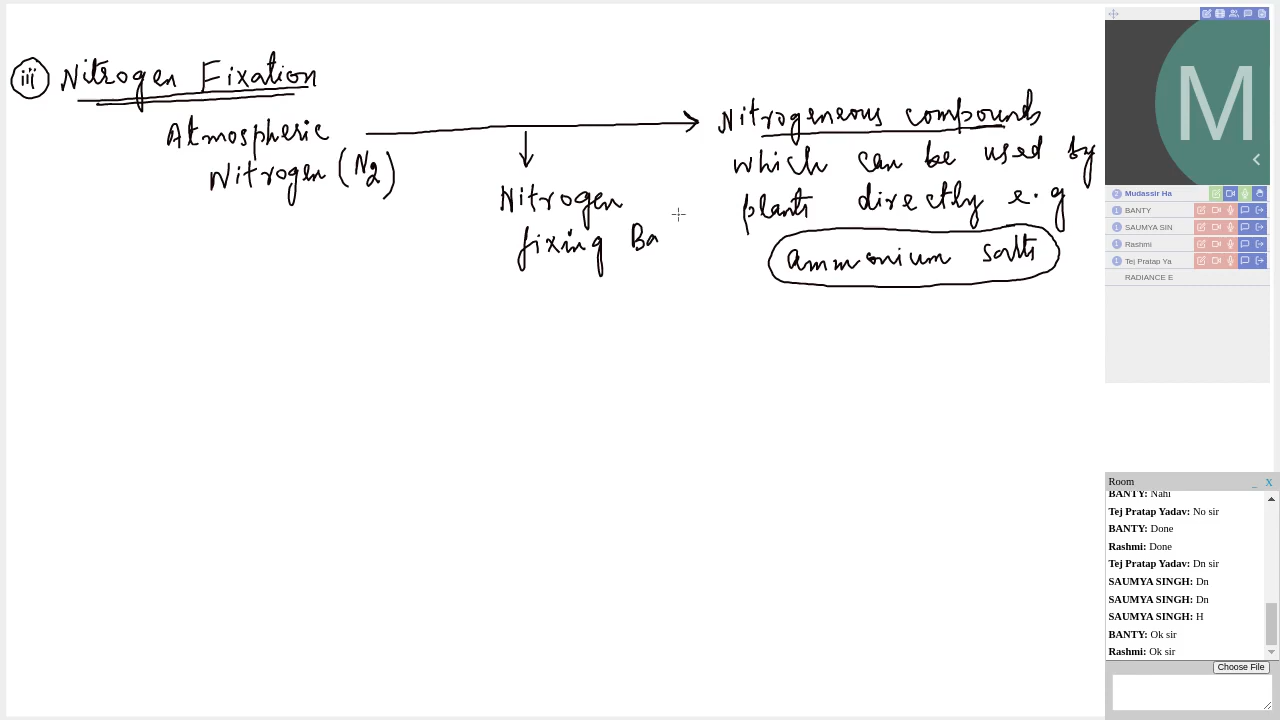 iii Nitrogen Fixation
Atmospheric
Nitrogen (N2)
Nitrogen
fixing Ba
Nitrogeneous compounds
which can be used by
plants directly e.g
ammonium salts
M
Mudassir Ha
BANTY
SAUMYA SIN
Rashmi
Tej Pratap Ya
RADIANCE E
Room _ X
BANTY: Nahi
Tej Pratap Yadav: No sir
BANTY: Done
Rashmi: Done
Tej Pratap Yadav: Dn sir
SAUMYA SINGH: Dn
SAUMYA SINGH: Dn
SAUMYA SINGH: H
BANTY: Ok sir
Rashmi: Ok sir
Choose File